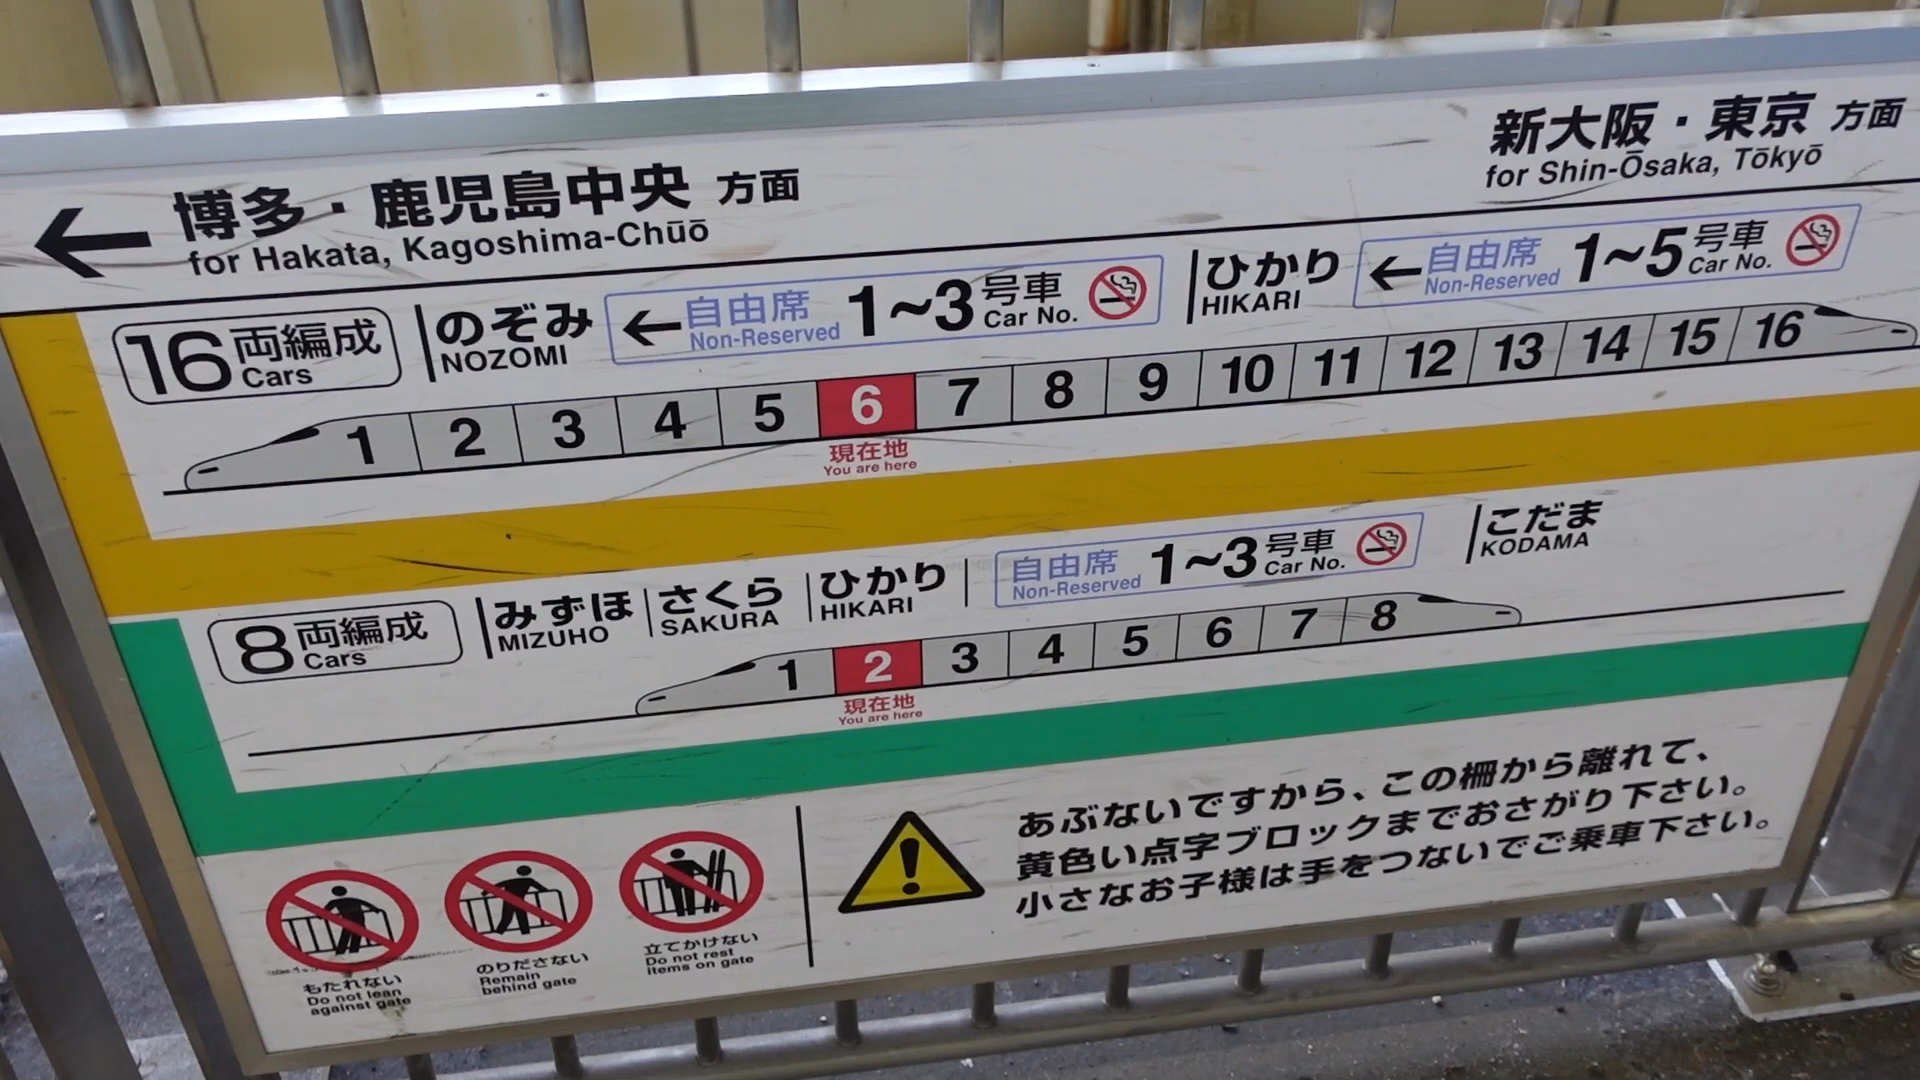 ← 博多・鹿児島中央 方面
for Hakata, Kagoshima-Chūō
新大阪・東京 方面
for Shin-Ōsaka, Tōkyō
16両編成
Cars
のぞみ
NOZOMI
←自由席 1~3号車
Non-Reserved Car No.
ひかり
HIKARI
←自由席 1~5号車
Non-Reserved Car No.
1 2 3 4 5 6 7 8 9 10 11 12 13 14 15 16
現在地
You are here
8両編成
Cars
みずほ
MIZUHO
さくら
SAKURA
ひかり
HIKARI
自由席 1~3号車
Non-Reserved Car No.
こだま
KODAMA
1 2 3 4 5 6 7 8
現在地
You are here
もたれない
Do not lean
against gate
のりださない
Remain
behind gate
立てかけない
Do not rest
items on gate
あぶないですから、この柵から離れて、
黄色い点字ブロックまでおさがり下さい。
小さなお子様は手をつないでご乗車下さい。